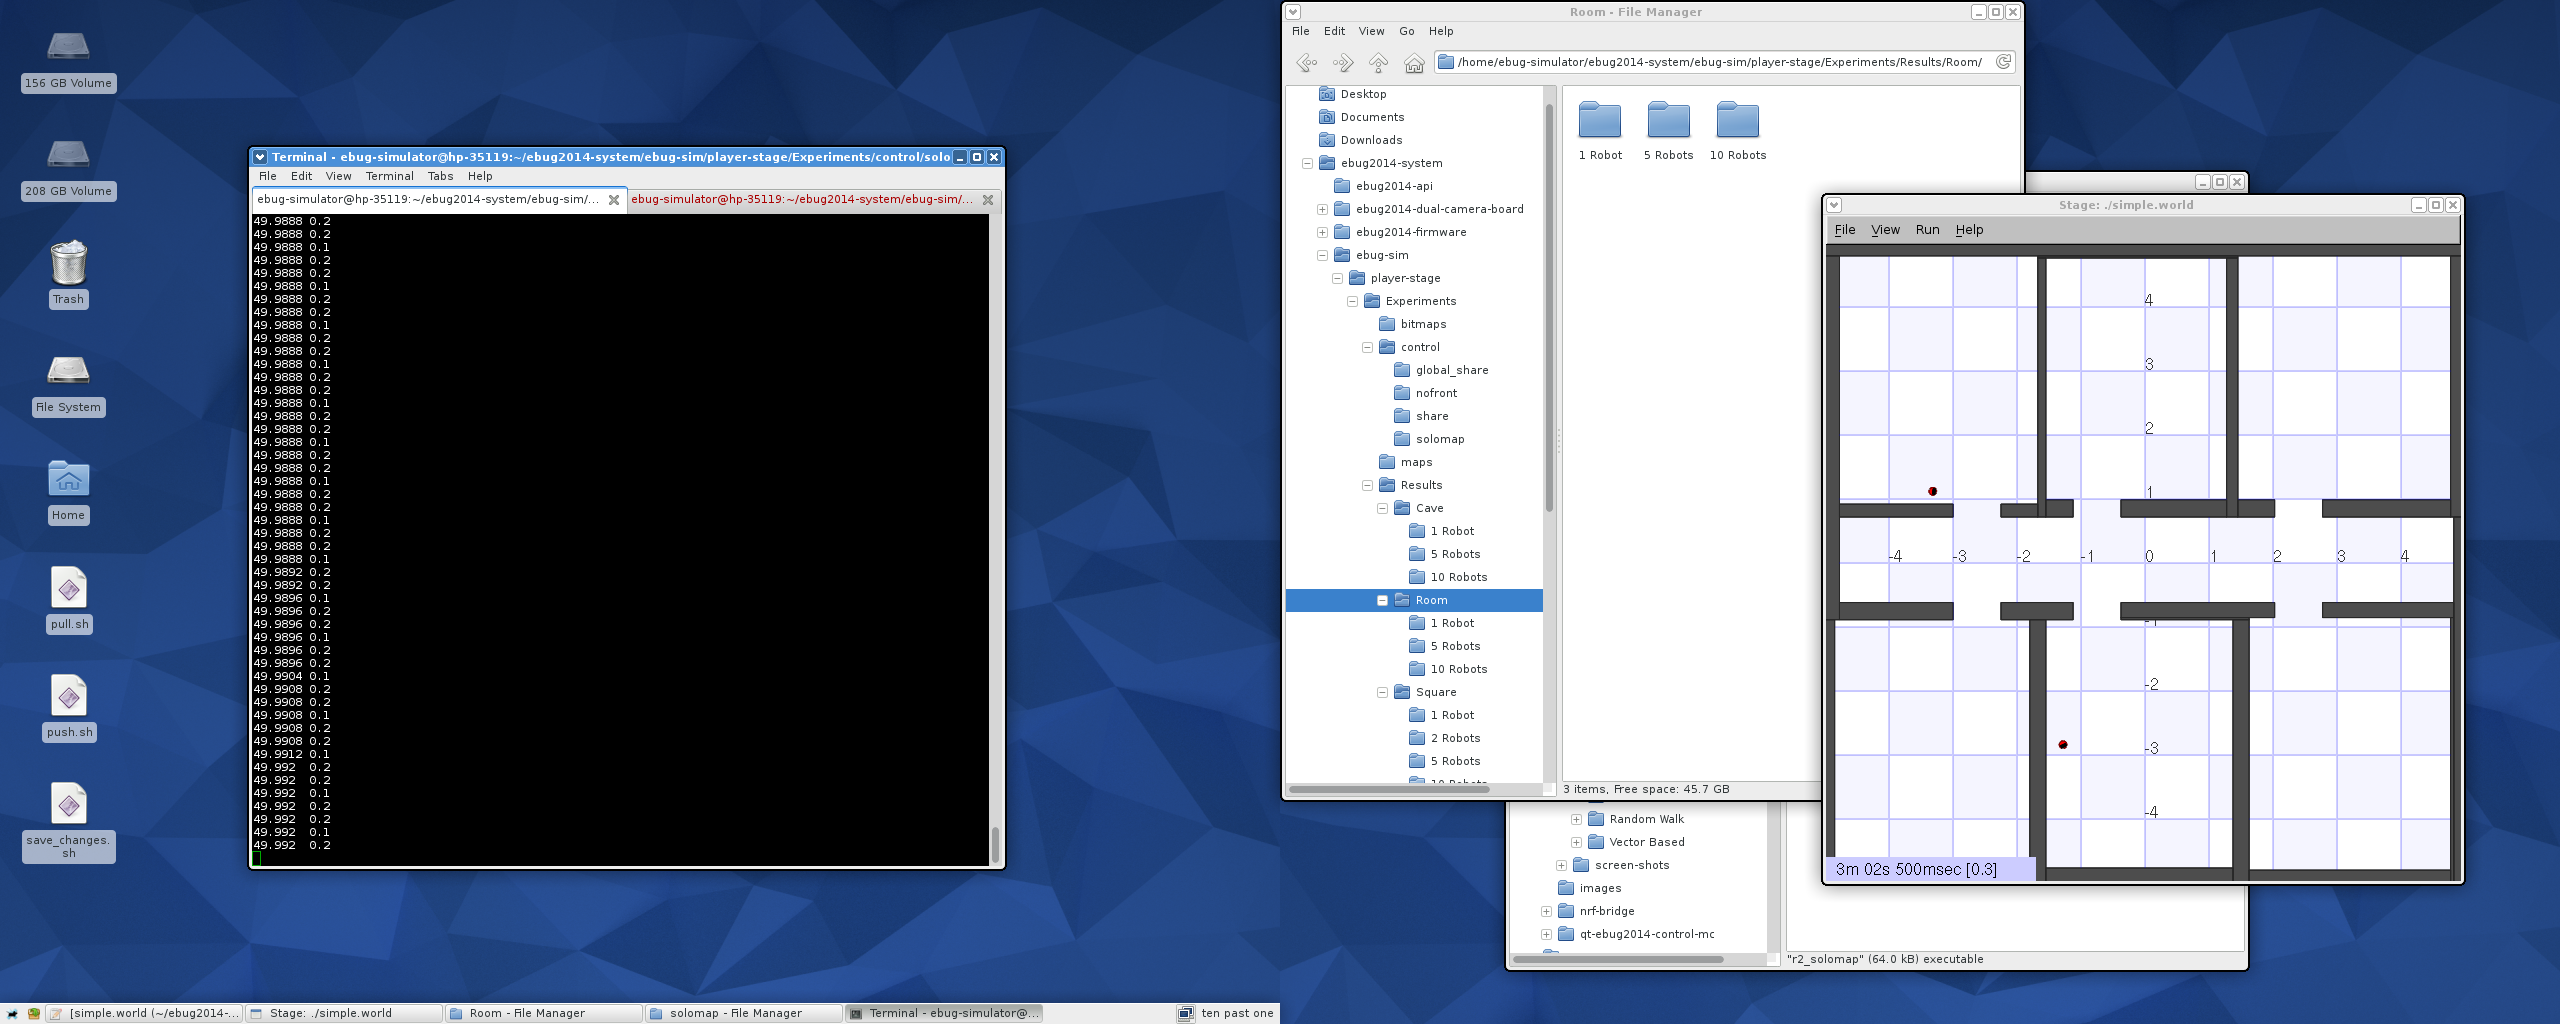 156 GB Volume
208 GB Volume
Trash
File System
Home
pull.sh
push.sh
save_changes.
sh
Terminal - ebug-simulator@hp-35119:~/ebug2014-system/ebug-sim/player-stage/Experiments/control/solo
File Edit View Terminal Tabs Help
ebug-simulator@hp-35119:~/ebug2014-system/ebug-sim/... ebug-simulator@hp-35119:~/ebug2014-system/ebug-sim/...
49.9888 0.2
49.9888 0.2
49.9888 0.1
49.9888 0.2
49.9888 0.2
49.9888 0.1
49.9888 0.2
49.9888 0.2
49.9888 0.1
49.9888 0.2
49.9888 0.2
49.9888 0.1
49.9888 0.2
49.9888 0.2
49.9888 0.1
49.9888 0.2
49.9888 0.2
49.9888 0.1
49.9888 0.2
49.9888 0.2
49.9888 0.1
49.9888 0.2
49.9888 0.2
49.9888 0.1
49.9888 0.2
49.9888 0.2
49.9888 0.1
49.9892 0.2
49.9892 0.2
49.9896 0.1
49.9896 0.2
49.9896 0.2
49.9896 0.1
49.9896 0.2
49.9896 0.2
49.9904 0.1
49.9908 0.2
49.9908 0.2
49.9908 0.1
49.9908 0.2
49.9908 0.2
49.9912 0.1
49.992 0.2
49.992 0.2
49.992 0.1
49.992 0.2
49.992 0.2
49.992 0.1
49.992 0.2
Room - File Manager
File Edit View Go Help
/home/ebug-simulator/ebug2014-system/ebug-sim/player-stage/Experiments/Results/Room/
Desktop
Documents
Downloads
ebug2014-system
ebug2014-api
ebug2014-dual-camera-board
ebug2014-firmware
ebug-sim
player-stage
Experiments
bitmaps
control
global_share
nofront
share
solomap
maps
Results
Cave
1 Robot
5 Robots
10 Robots
Room
1 Robot
5 Robots
10 Robots
Square
1 Robot
2 Robots
5 Robots
10 Robots
1 Robot 5 Robots 10 Robots
3 items, Free space: 45.7 GB
Random Walk
Vector Based
screen-shots
images
nrf-bridge
qt-ebug2014-control-mc
"r2_solomap" (64.0 kB) executable
Stage: ./simple.world
File View Run Help
4
3
2
1
-4 -3 -2 -1 0 1 2 3 4
-1
-2
-3
-4
3m 02s 500msec [0.3]
[simple.world (~/ebug2014-... Stage: ./simple.world Room - File Manager solomap - File Manager Terminal - ebug-simulator@... ten past one